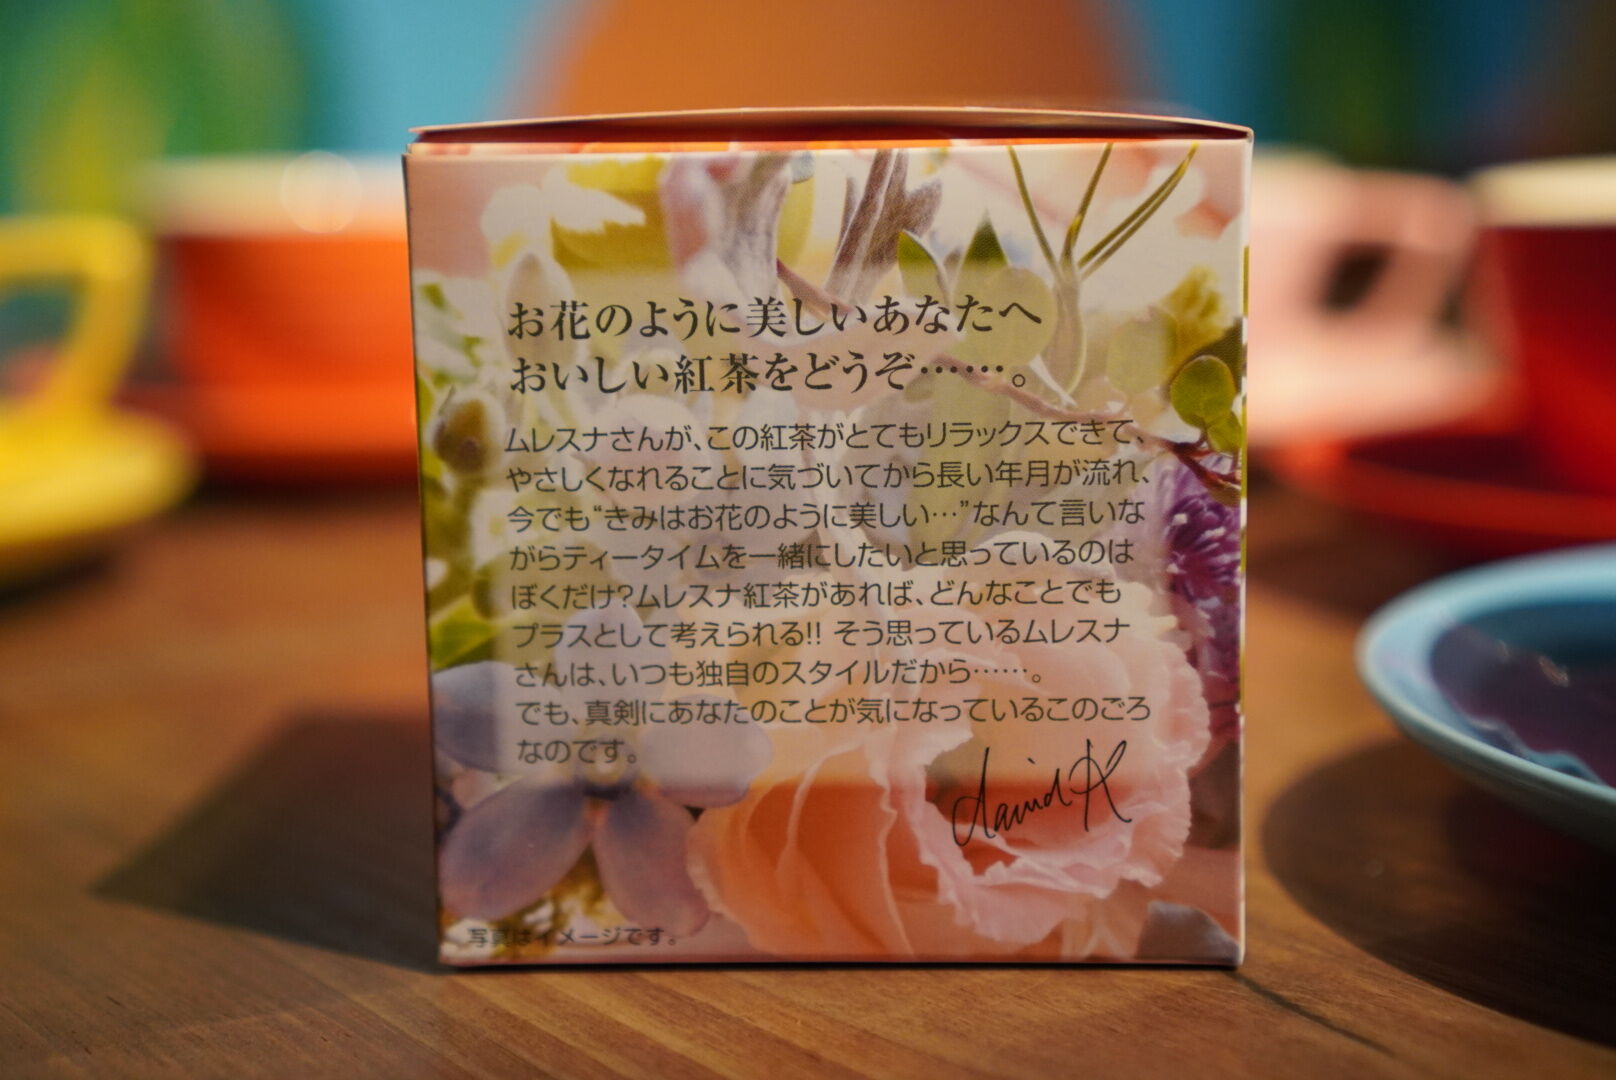 お花のように美しいあなたへ
おいしい紅茶をどうぞ……。
ムレスナさんが、この紅茶がとてもリラックスできて、
やさしくなれることに気づいてから長い年月が流れ、
今でも“きみはお花のように美しい…”なんて言いな
がらティータイムを一緒にしたいと思っているのは
ぼくだけ?ムレスナ紅茶があれば、どんなことでも
プラスとして考えられる!! そう思っているムレスナ
さんは、いつも独自のスタイルだから……。
でも、真剣にあなたのことが気になっているこのごろ
なのです。
david K
写真はイメージです。